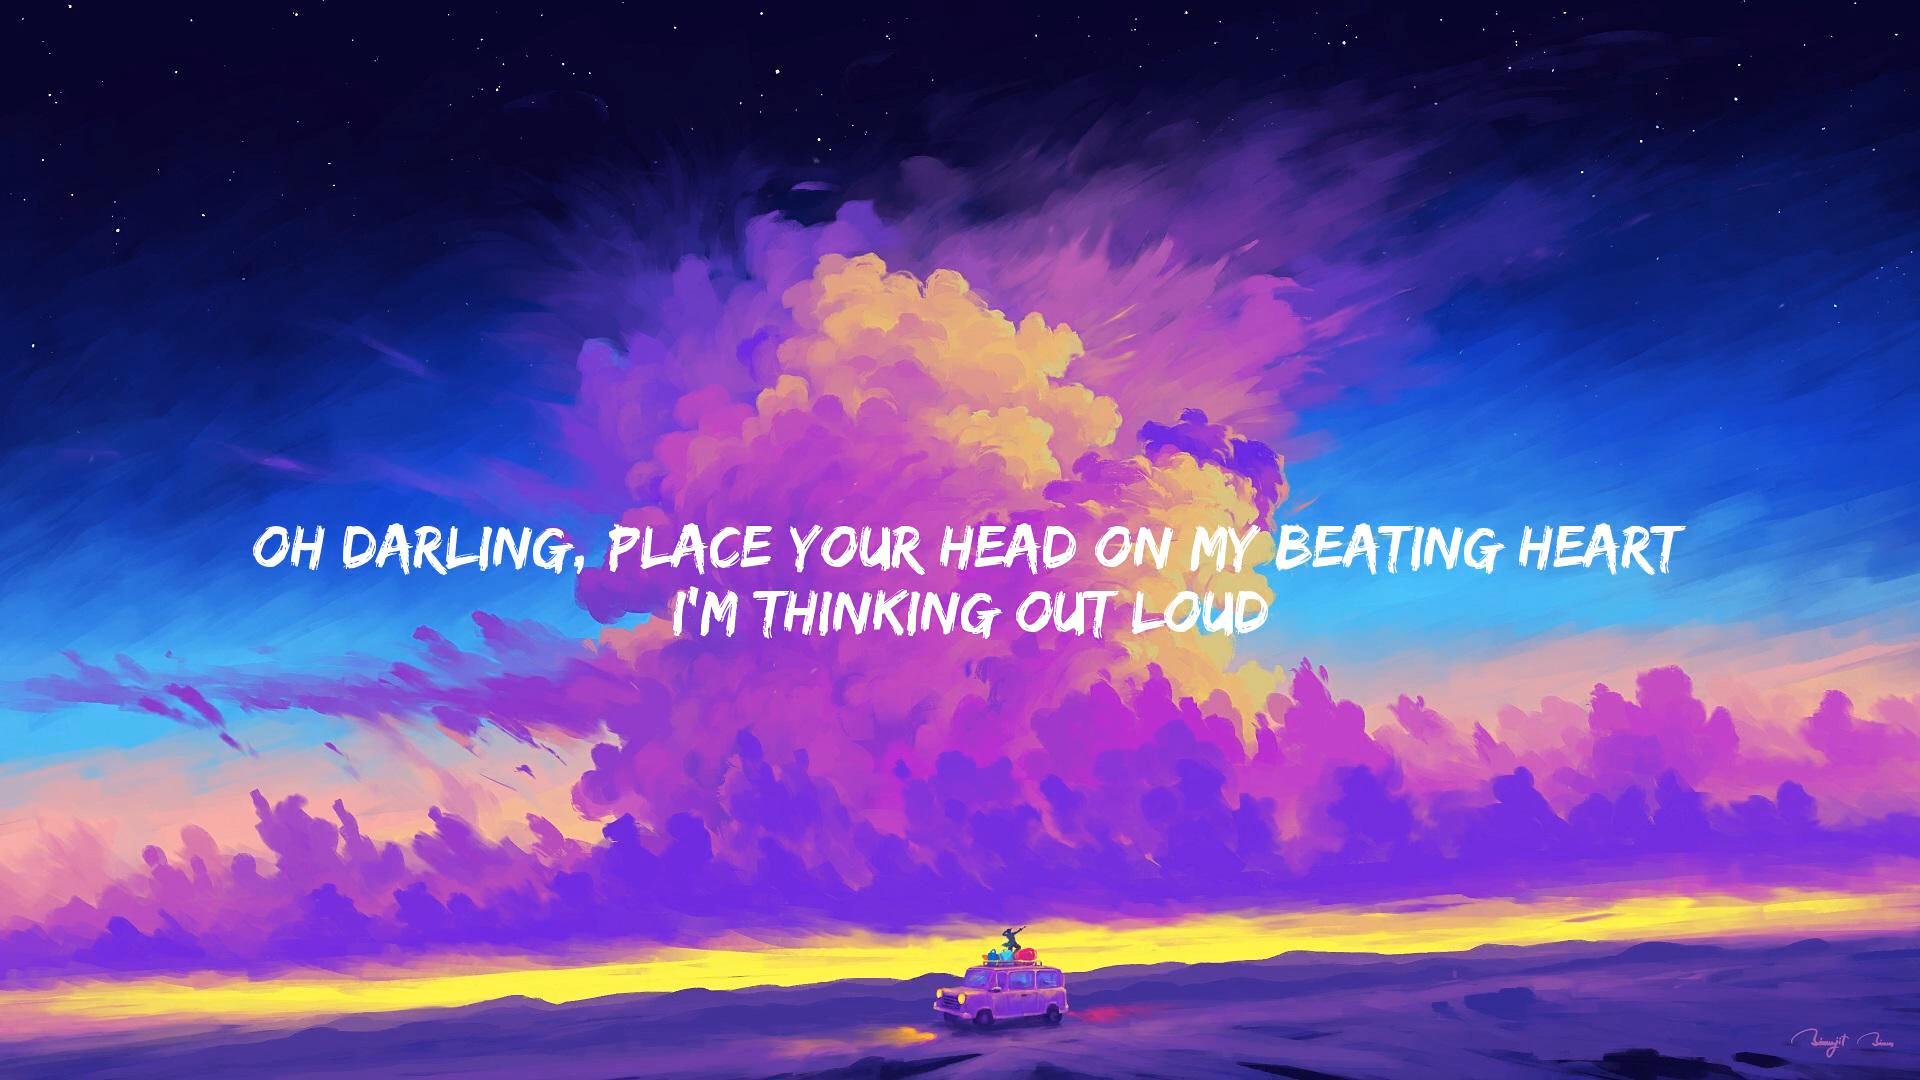 OH DARLING, PLACE YOUR HEAD ON MY BEATING HEART
I'M THINKING OUT LOUD